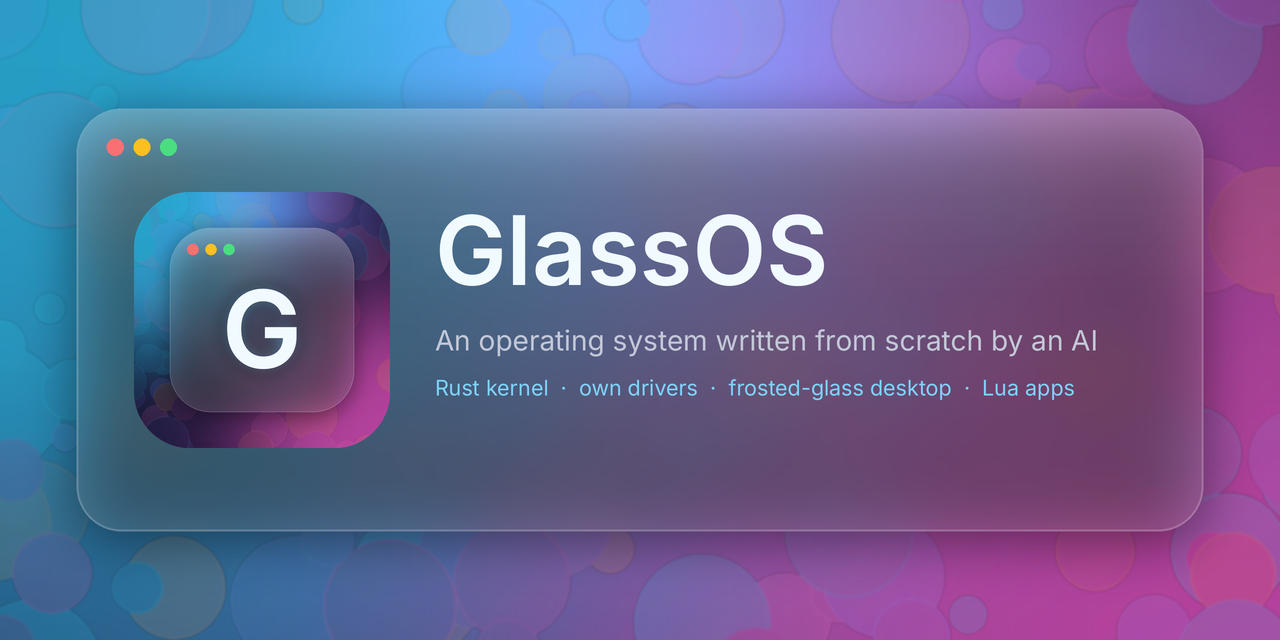 G
GlassOS
An operating system written from scratch by an AI
Rust kernel · own drivers · frosted-glass desktop · Lua apps